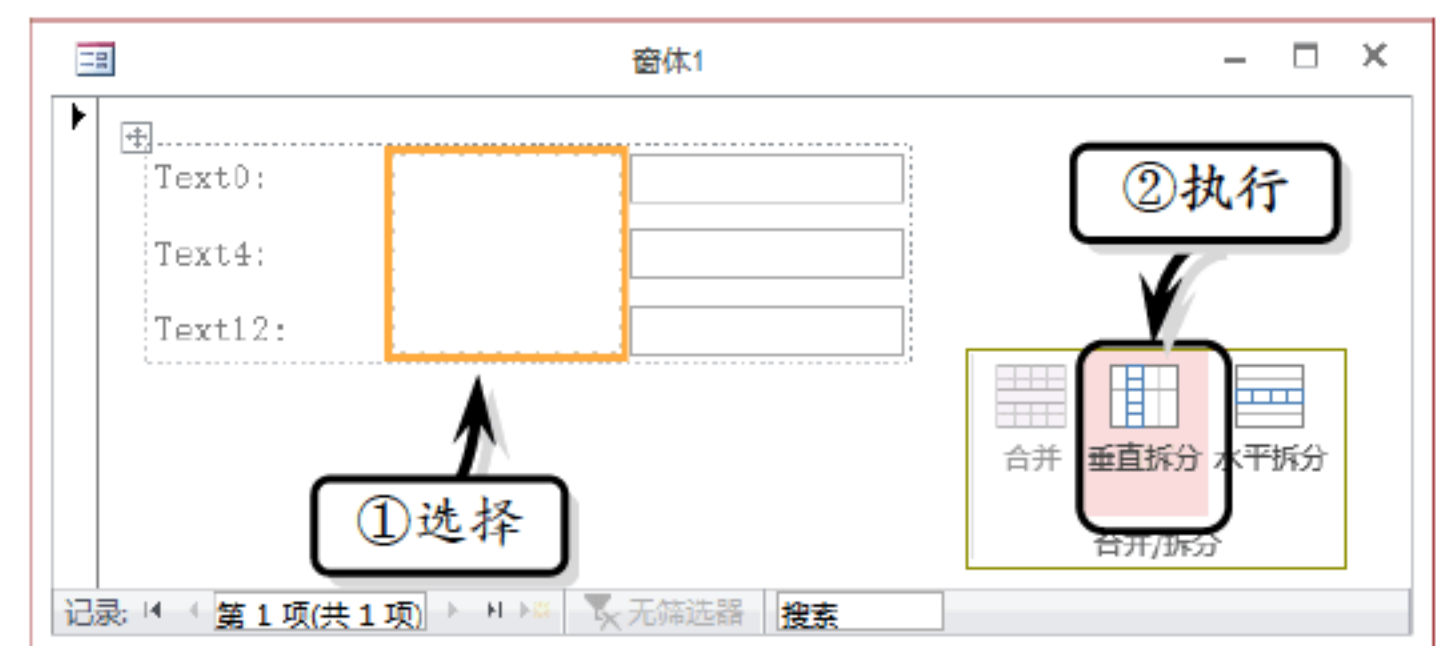 窗体1
Text0:
②执行
Text4:
Text12:
合并 垂直拆分 水平拆分
①选择
合并/拆分
记录: 第 1 项(共 1 项) 无筛选器 搜索